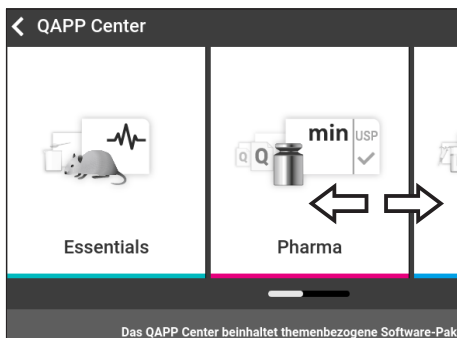 QAPP Center
Q Q min USP
Essentials Pharma
Das QAPP Center beinhaltet themenbezogene Software-Pak